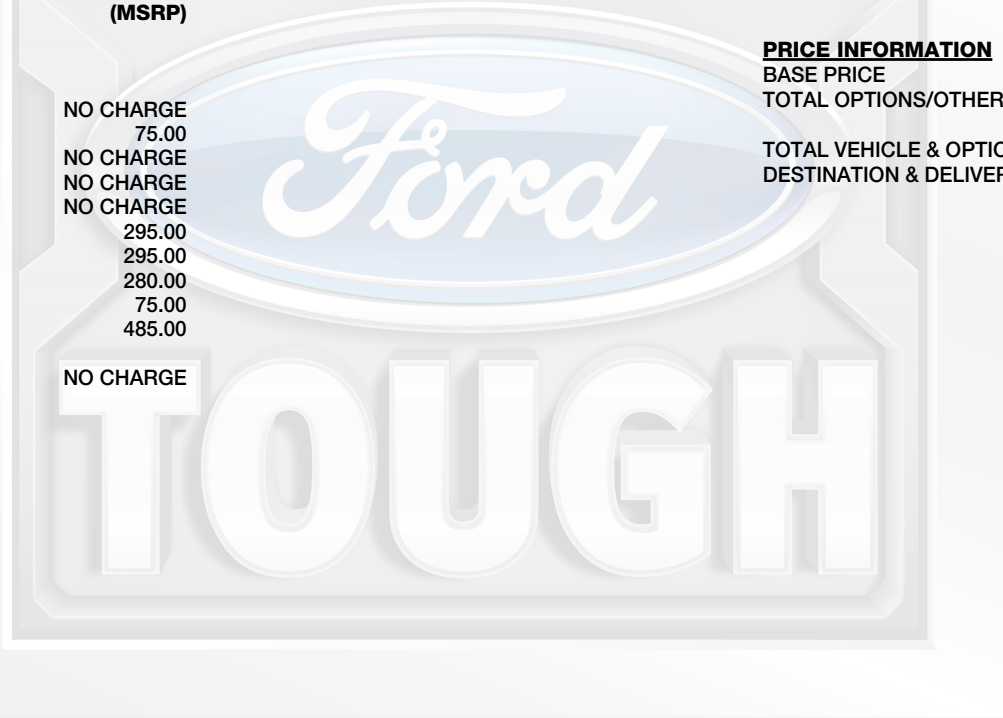 (MSRP)
NO CHARGE
75.00
NO CHARGE
NO CHARGE
NO CHARGE
295.00
295.00
280.00
75.00
485.00
NO CHARGE
PRICE INFORMATION
BASE PRICE
TOTAL OPTIONS/OTHER
TOTAL VEHICLE & OPTIO
DESTINATION & DELIVER
Ford
TOUGH